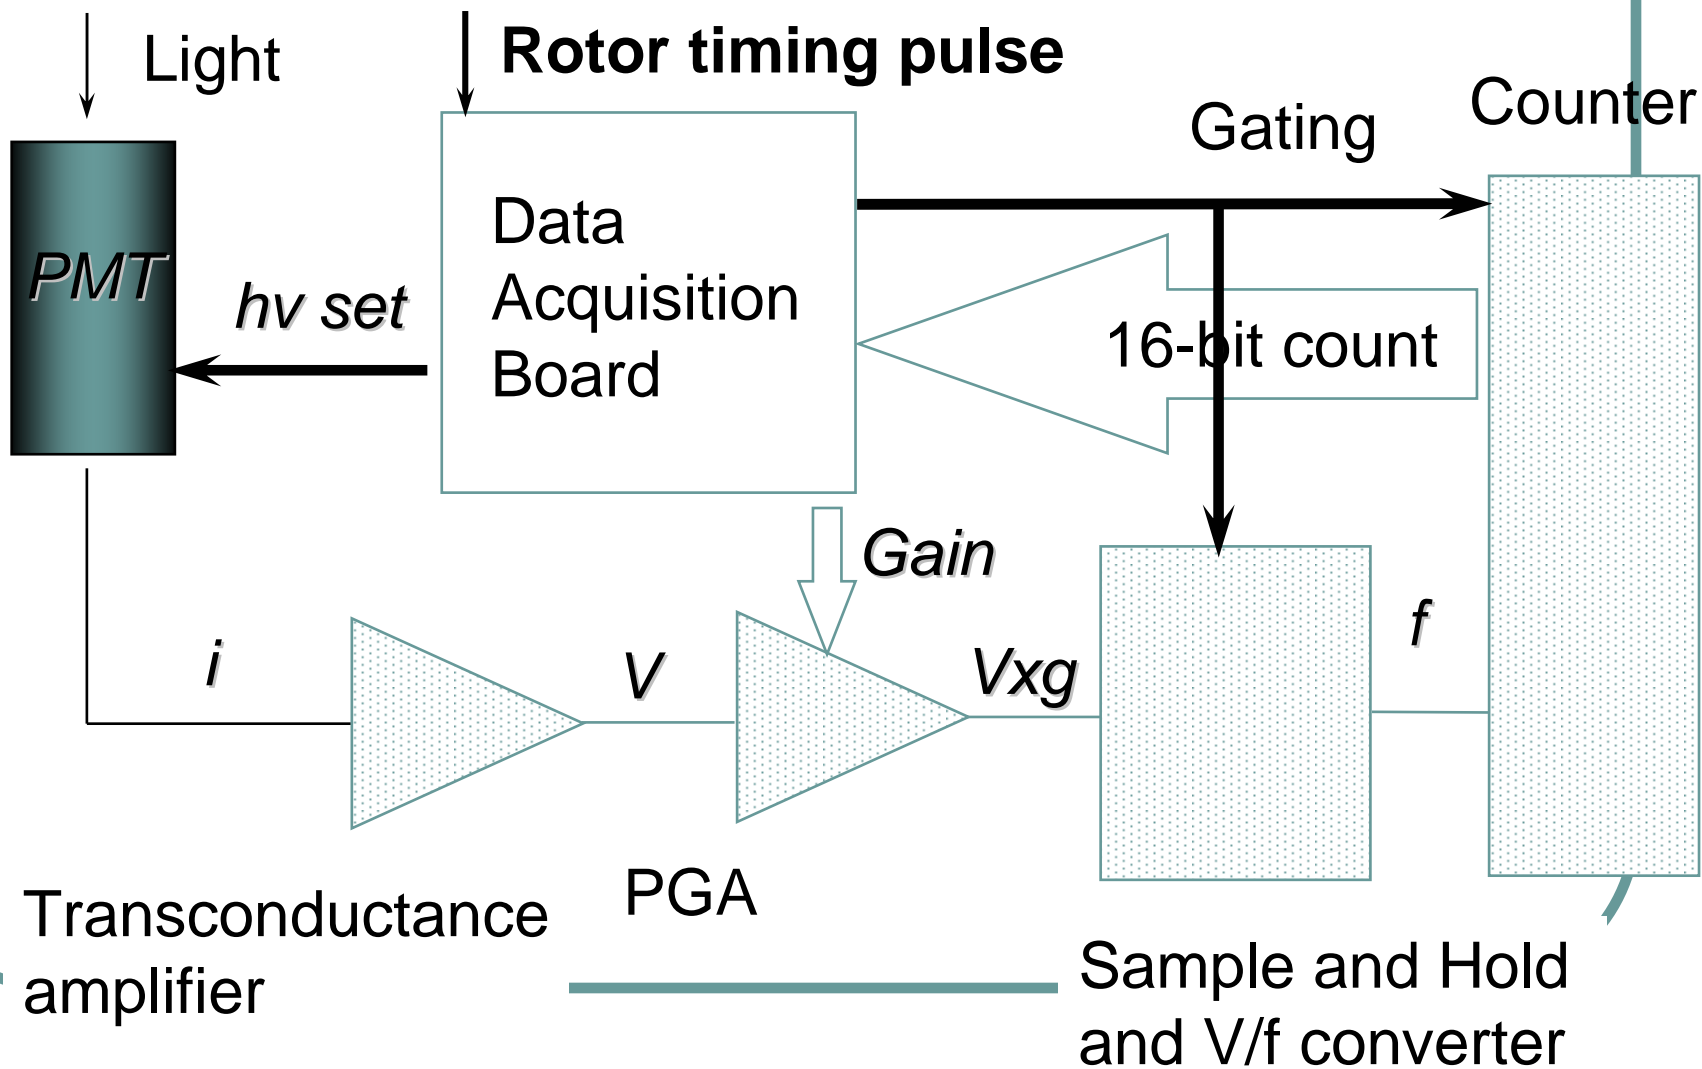 Light
Rotor timing pulse
Counter
Gating
Data
Acquisition
Board
PMT
hv set
16-bit count
Gain
i
V
Vxg
f
PGA
Transconductance
amplifier
Sample and Hold
and V/f converter